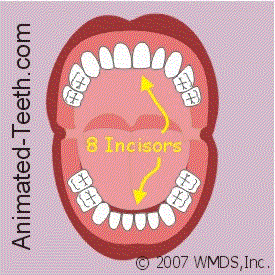 Animated-Teeth.com
8 Incisors
© 2007 WMDS,Inc.